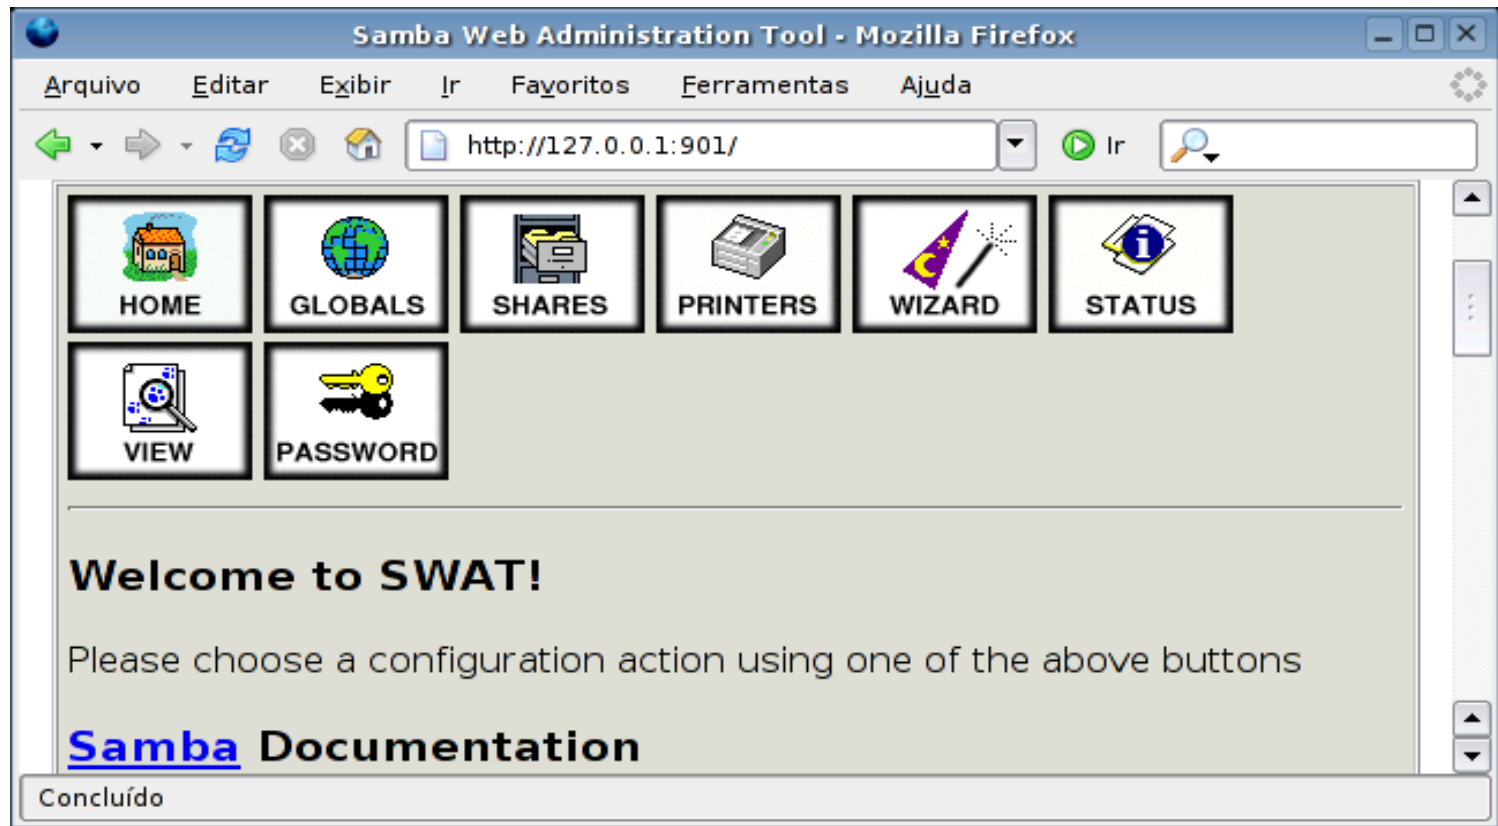 Samba Web Administration Tool - Mozilla Firefox
Arquivo Editar Exibir Ir Favoritos Ferramentas Ajuda
http://127.0.0.1:901/ Ir
HOME GLOBALS SHARES PRINTERS WIZARD STATUS
VIEW PASSWORD
Welcome to SWAT!
Please choose a configuration action using one of the above buttons
Samba Documentation
Concluído